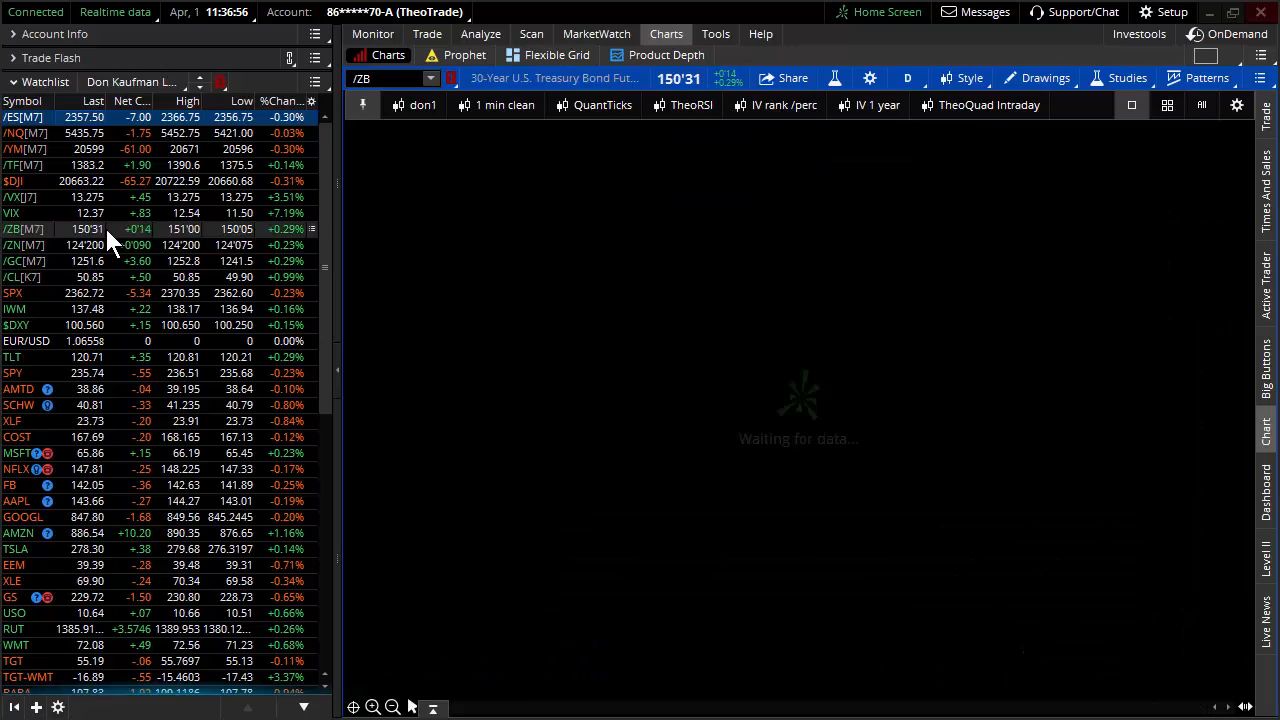 Connected Realtime data Apr, 1 11:36:56 Account: 86*****70-A (TheoTrade) Home Screen Messages Support/Chat Setup
Account Info
Monitor Trade Analyze Scan MarketWatch Charts Tools Help Investools OnDemand
Trade Flash
Charts Prophet Flexible Grid Product Depth
Watchlist Don Kaufman L...
/ZB 30-Year U.S. Treasury Bond Fut... 150'31 +0'14 +0.29% Share D Style Drawings Studies Patterns
Symbol Last Net C... High Low %Chan...
don1 1 min clean QuantTicks TheoRSI IV rank /perc IV 1 year TheoQuad Intraday All
/ES[M7] 2357.50 -7.00 2366.75 2356.75 -0.30%
/NQ[M7] 5435.75 -1.75 5452.75 5421.00 -0.03%
/YM[M7] 20599 -61.00 20671 20596 -0.30%
/TF[M7] 1383.2 +1.90 1390.6 1375.5 +0.14%
$DJI 20663.22 -65.27 20722.59 20660.68 -0.31%
/VX[J7] 13.275 +.45 13.275 13.275 +3.51%
VIX 12.37 +.83 12.54 11.50 +7.19%
/ZB[M7] 150'31 +0'14 151'00 150'05 +0.29%
/ZN[M7] 124'200 +0'090 124'200 124'075 +0.23%
/GC[M7] 1251.6 +3.60 1252.8 1241.5 +0.29%
/CL[K7] 50.85 +.50 50.85 49.90 +0.99%
SPX 2362.72 -5.34 2370.35 2362.60 -0.23%
IWM 137.48 +.22 138.17 136.94 +0.16%
$DXY 100.560 +.15 100.650 100.250 +0.15%
EUR/USD 1.06558 0 0 0 0.00%
TLT 120.71 +.35 120.81 120.21 +0.29%
SPY 235.74 -.55 236.51 235.68 -0.23%
AMTD 38.86 -.04 39.195 38.64 -0.10%
SCHW 40.81 -.33 41.235 40.79 -0.80%
XLF 23.73 -.20 23.91 23.73 -0.84%
COST 167.69 -.20 168.165 167.13 -0.12%
Waiting for data...
MSFT 65.86 +.15 66.19 65.45 +0.23%
NFLX 147.81 -.25 148.225 147.33 -0.17%
FB 142.05 -.36 142.63 141.89 -0.25%
AAPL 143.66 -.27 144.27 143.01 -0.19%
GOOGL 847.80 -1.68 849.56 845.2445 -0.20%
AMZN 886.54 +10.20 890.35 876.65 +1.16%
TSLA 278.30 +.38 279.68 276.3197 +0.14%
EEM 39.39 -.28 39.48 39.31 -0.71%
XLE 69.90 -.24 70.34 69.58 -0.34%
GS 229.72 -1.50 230.80 228.73 -0.65%
USO 10.64 +.07 10.66 10.51 +0.66%
RUT 1385.91... +3.5746 1389.953 1380.12... +0.26%
WMT 72.08 +.49 72.56 71.23 +0.68%
TGT 55.19 -.06 55.7697 55.13 -0.11%
TGT-WMT -16.89 -.55 -15.4603 -17.43 +3.37%
BABA 107.83 -1.02 109.1186 107.78 -0.94%
Trade
Times And Sales
Active Trader
Big Buttons
Chart
Dashboard
Level II
Live News